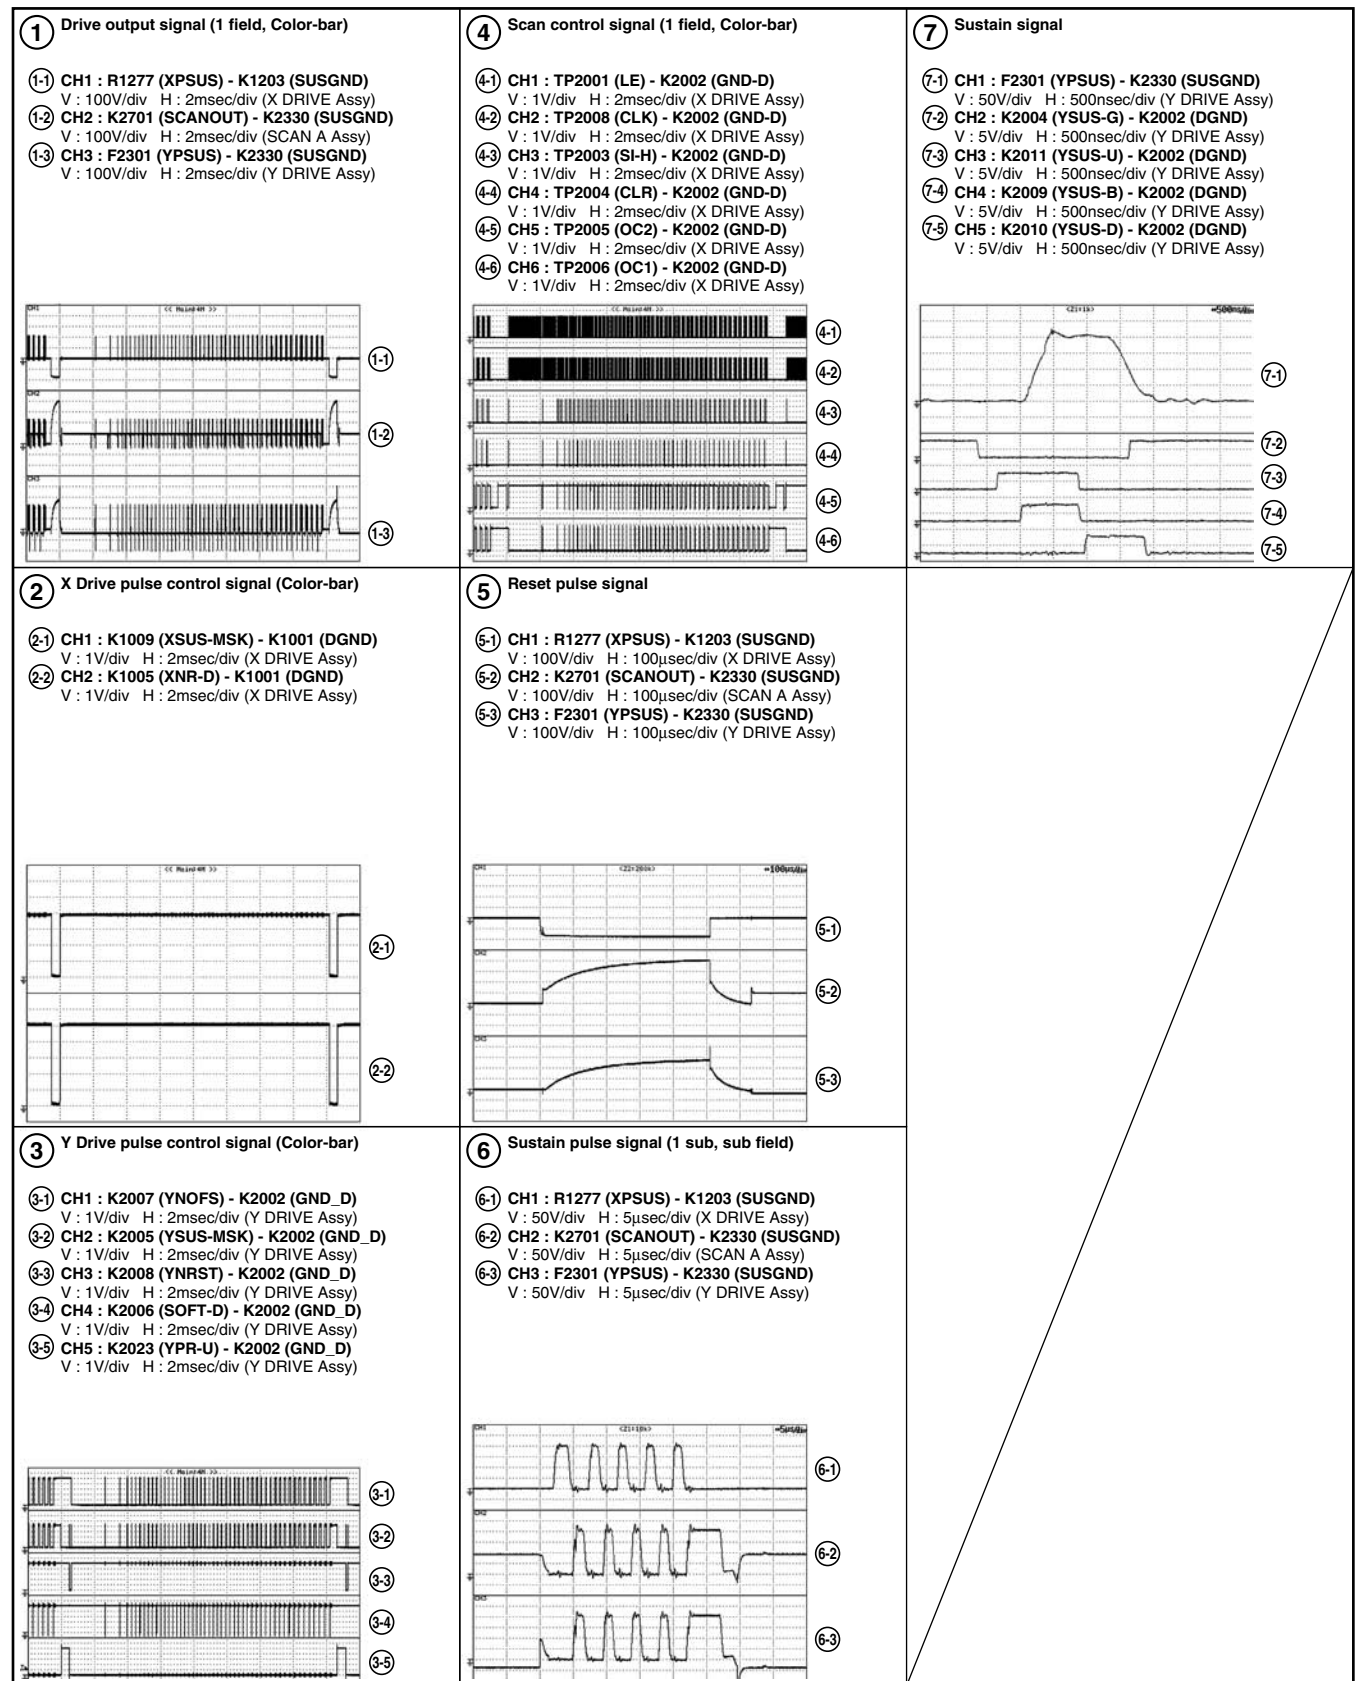 1 Drive output signal (1 field, Color-bar)
1-1 CH1 : R1277 (XPSUS) - K1203 (SUSGND)
V : 100V/div H : 2msec/div (X DRIVE Assy)
1-2 CH2 : K2701 (SCANOUT) - K2330 (SUSGND)
V : 100V/div H : 2msec/div (SCAN A Assy)
1-3 CH3 : F2301 (YPSUS) - K2330 (SUSGND)
V : 100V/div H : 2msec/div (Y DRIVE Assy)
CH1
<< Main:4M >>
1-1
CH2
1-2
CH3
1-3
2 X Drive pulse control signal (Color-bar)
2-1 CH1 : K1009 (XSUS-MSK) - K1001 (DGND)
V : 1V/div H : 2msec/div (X DRIVE Assy)
2-2 CH2 : K1005 (XNR-D) - K1001 (DGND)
V : 1V/div H : 2msec/div (X DRIVE Assy)
<< Main:4M >>
2-1
2-2
3 Y Drive pulse control signal (Color-bar)
3-1 CH1 : K2007 (YNOFS) - K2002 (GND_D)
V : 1V/div H : 2msec/div (Y DRIVE Assy)
3-2 CH2 : K2005 (YSUS-MSK) - K2002 (GND_D)
V : 1V/div H : 2msec/div (Y DRIVE Assy)
3-3 CH3 : K2008 (YNRST) - K2002 (GND_D)
V : 1V/div H : 2msec/div (Y DRIVE Assy)
3-4 CH4 : K2006 (SOFT-D) - K2002 (GND_D)
V : 1V/div H : 2msec/div (Y DRIVE Assy)
3-5 CH5 : K2023 (YPR-U) - K2002 (GND_D)
V : 1V/div H : 2msec/div (Y DRIVE Assy)
<< Main:4M >>
3-1
3-2
3-3
3-4
3-5
4 Scan control signal (1 field, Color-bar)
4-1 CH1 : TP2001 (LE) - K2002 (GND-D)
V : 1V/div H : 2msec/div (X DRIVE Assy)
4-2 CH2 : TP2008 (CLK) - K2002 (GND-D)
V : 1V/div H : 2msec/div (X DRIVE Assy)
4-3 CH3 : TP2003 (SI-H) - K2002 (GND-D)
V : 1V/div H : 2msec/div (X DRIVE Assy)
4-4 CH4 : TP2004 (CLR) - K2002 (GND-D)
V : 1V/div H : 2msec/div (X DRIVE Assy)
4-5 CH5 : TP2005 (OC2) - K2002 (GND-D)
V : 1V/div H : 2msec/div (X DRIVE Assy)
4-6 CH6 : TP2006 (OC1) - K2002 (GND-D)
V : 1V/div H : 2msec/div (X DRIVE Assy)
<< Main:4M >>
4-1
4-2
4-3
4-4
4-5
4-6
5 Reset pulse signal
5-1 CH1 : R1277 (XPSUS) - K1203 (SUSGND)
V : 100V/div H : 100μsec/div (X DRIVE Assy)
5-2 CH2 : K2701 (SCANOUT) - K2330 (SUSGND)
V : 100V/div H : 100μsec/div (SCAN A Assy)
5-3 CH3 : F2301 (YPSUS) - K2330 (SUSGND)
V : 100V/div H : 100μsec/div (Y DRIVE Assy)
CH1
<Z2:200k>
5-1
CH2
5-2
CH3
5-3
6 Sustain pulse signal (1 sub, sub field)
6-1 CH1 : R1277 (XPSUS) - K1203 (SUSGND)
V : 50V/div H : 5μsec/div (X DRIVE Assy)
6-2 CH2 : K2701 (SCANOUT) - K2330 (SUSGND)
V : 50V/div H : 5μsec/div (SCAN A Assy)
6-3 CH3 : F2301 (YPSUS) - K2330 (SUSGND)
V : 50V/div H : 5μsec/div (Y DRIVE Assy)
CH1
<Z1:10k>
6-1
CH2
6-2
CH3
6-3
7 Sustain signal
7-1 CH1 : F2301 (YPSUS) - K2330 (SUSGND)
V : 50V/div H : 500nsec/div (Y DRIVE Assy)
7-2 CH2 : K2004 (YSUS-G) - K2002 (DGND)
V : 5V/div H : 500nsec/div (Y DRIVE Assy)
7-3 CH3 : K2011 (YSUS-U) - K2002 (DGND)
V : 5V/div H : 500nsec/div (Y DRIVE Assy)
7-4 CH4 : K2009 (YSUS-B) - K2002 (DGND)
V : 5V/div H : 500nsec/div (Y DRIVE Assy)
7-5 CH5 : K2010 (YSUS-D) - K2002 (DGND)
V : 5V/div H : 500nsec/div (Y DRIVE Assy)
<Z1:1k>
7-1
7-2
7-3
7-4
7-5